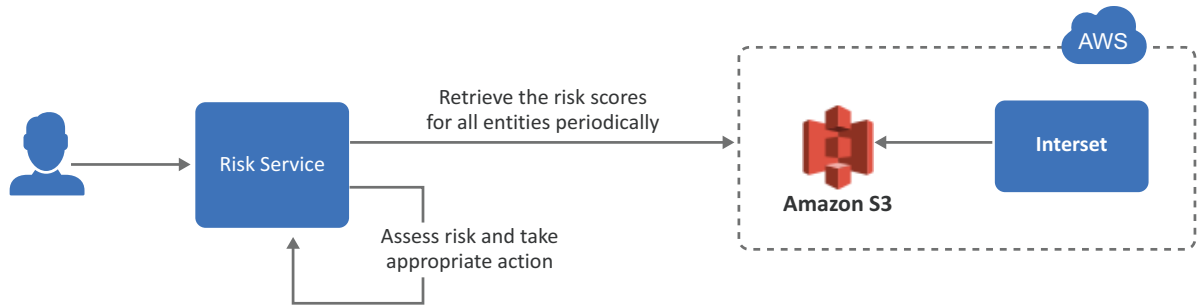 AWS
Retrieve the risk scores
for all entities periodically
Risk Service
Interset
Amazon S3
Assess risk and take
appropriate action